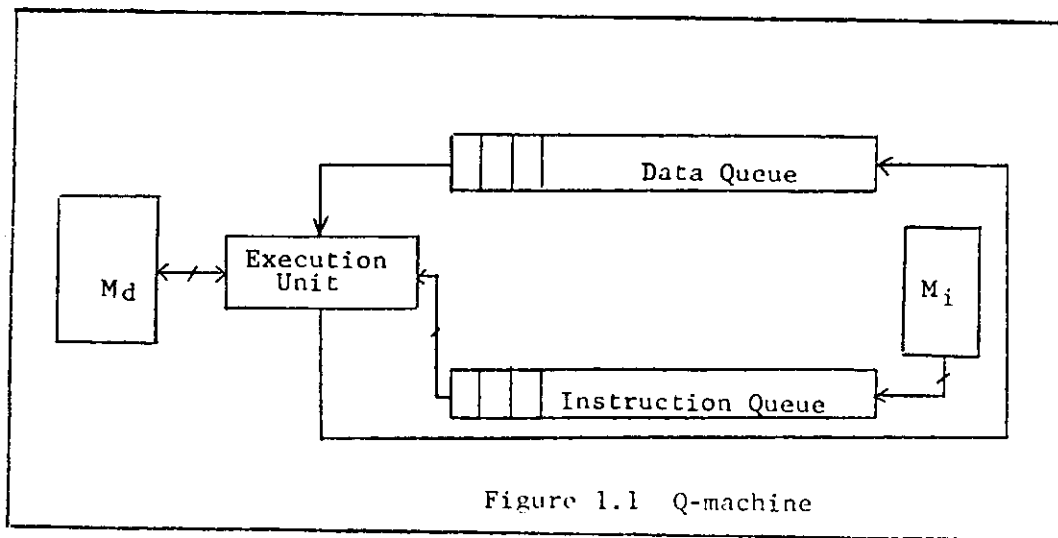 Data Queue
Execution
Unit
Md
Mi
Instruction Queue
Figure 1.1 Q-machine